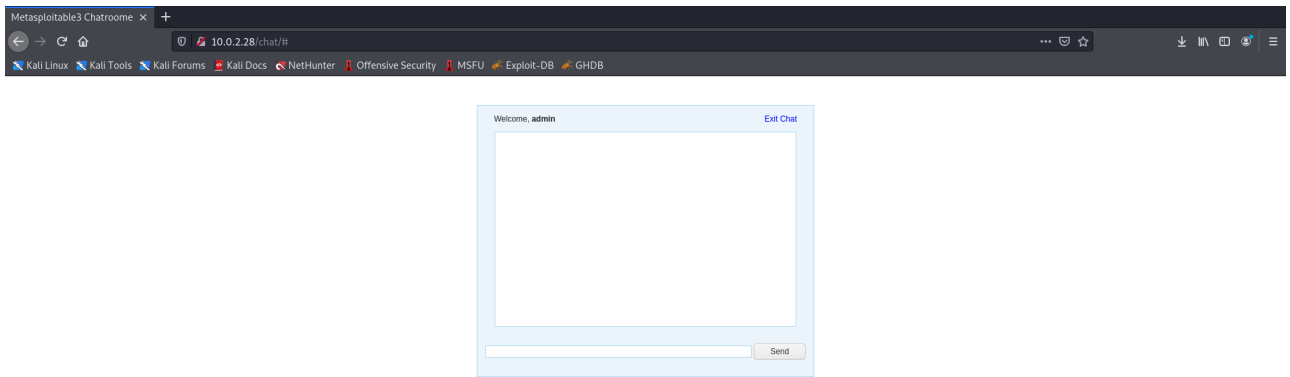 Metasploitable3 Chatroome
10.0.2.28/chat/#
Kali Linux Kali Tools Kali Forums Kali Docs NetHunter Offensive Security MSFU Exploit-DB GHDB
Welcome, admin Exit Chat
Send